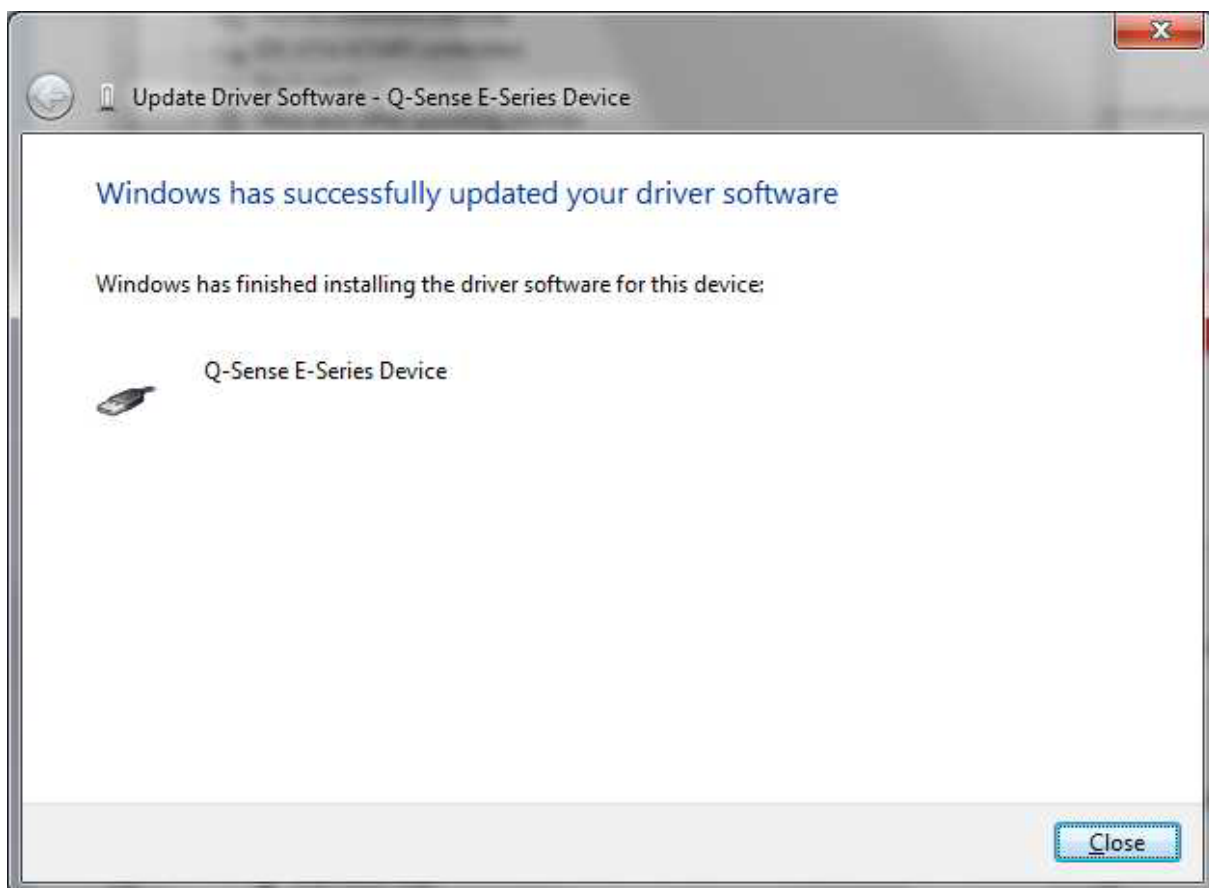 Update Driver Software - Q-Sense E-Series Device
Windows has successfully updated your driver software
Windows has finished installing the driver software for this device:
Q-Sense E-Series Device
Close